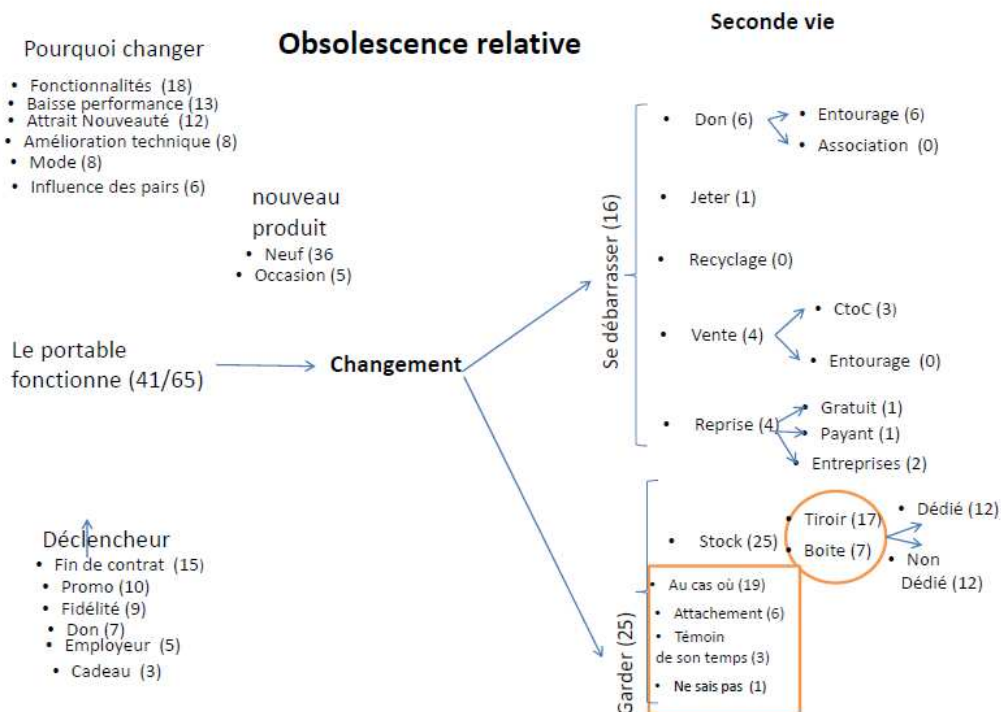 Obsolescence relative
Seconde vie
Pourquoi changer
• Fonctionnalités (18)
• Baisse performance (13)
• Attrait Nouveauté (12)
• Amélioration technique (8)
• Mode (8)
• Influence des pairs (6)
nouveau
produit
• Neuf (36
• Occasion (5)
Le portable
fonctionne (41/65)
Changement
Déclencheur
• Fin de contrat (15)
• Promo (10)
• Fidélité (9)
• Don (7)
• Employeur (5)
• Cadeau (3)
Se débarrasser (16)
• Don (6)
• Entourage (6)
• Association (0)
• Jeter (1)
• Recyclage (0)
• Vente (4)
• CtoC (3)
• Entourage (0)
• Reprise (4)
• Gratuit (1)
• Payant (1)
• Entreprises (2)
Garder (25)
• Stock (25)
• Tiroir (17)
• Boite (7)
• Dédié (12)
• Non
Dédié (12)
• Au cas où (19)
• Attachement (6)
• Témoin
de son temps (3)
• Ne sais pas (1)